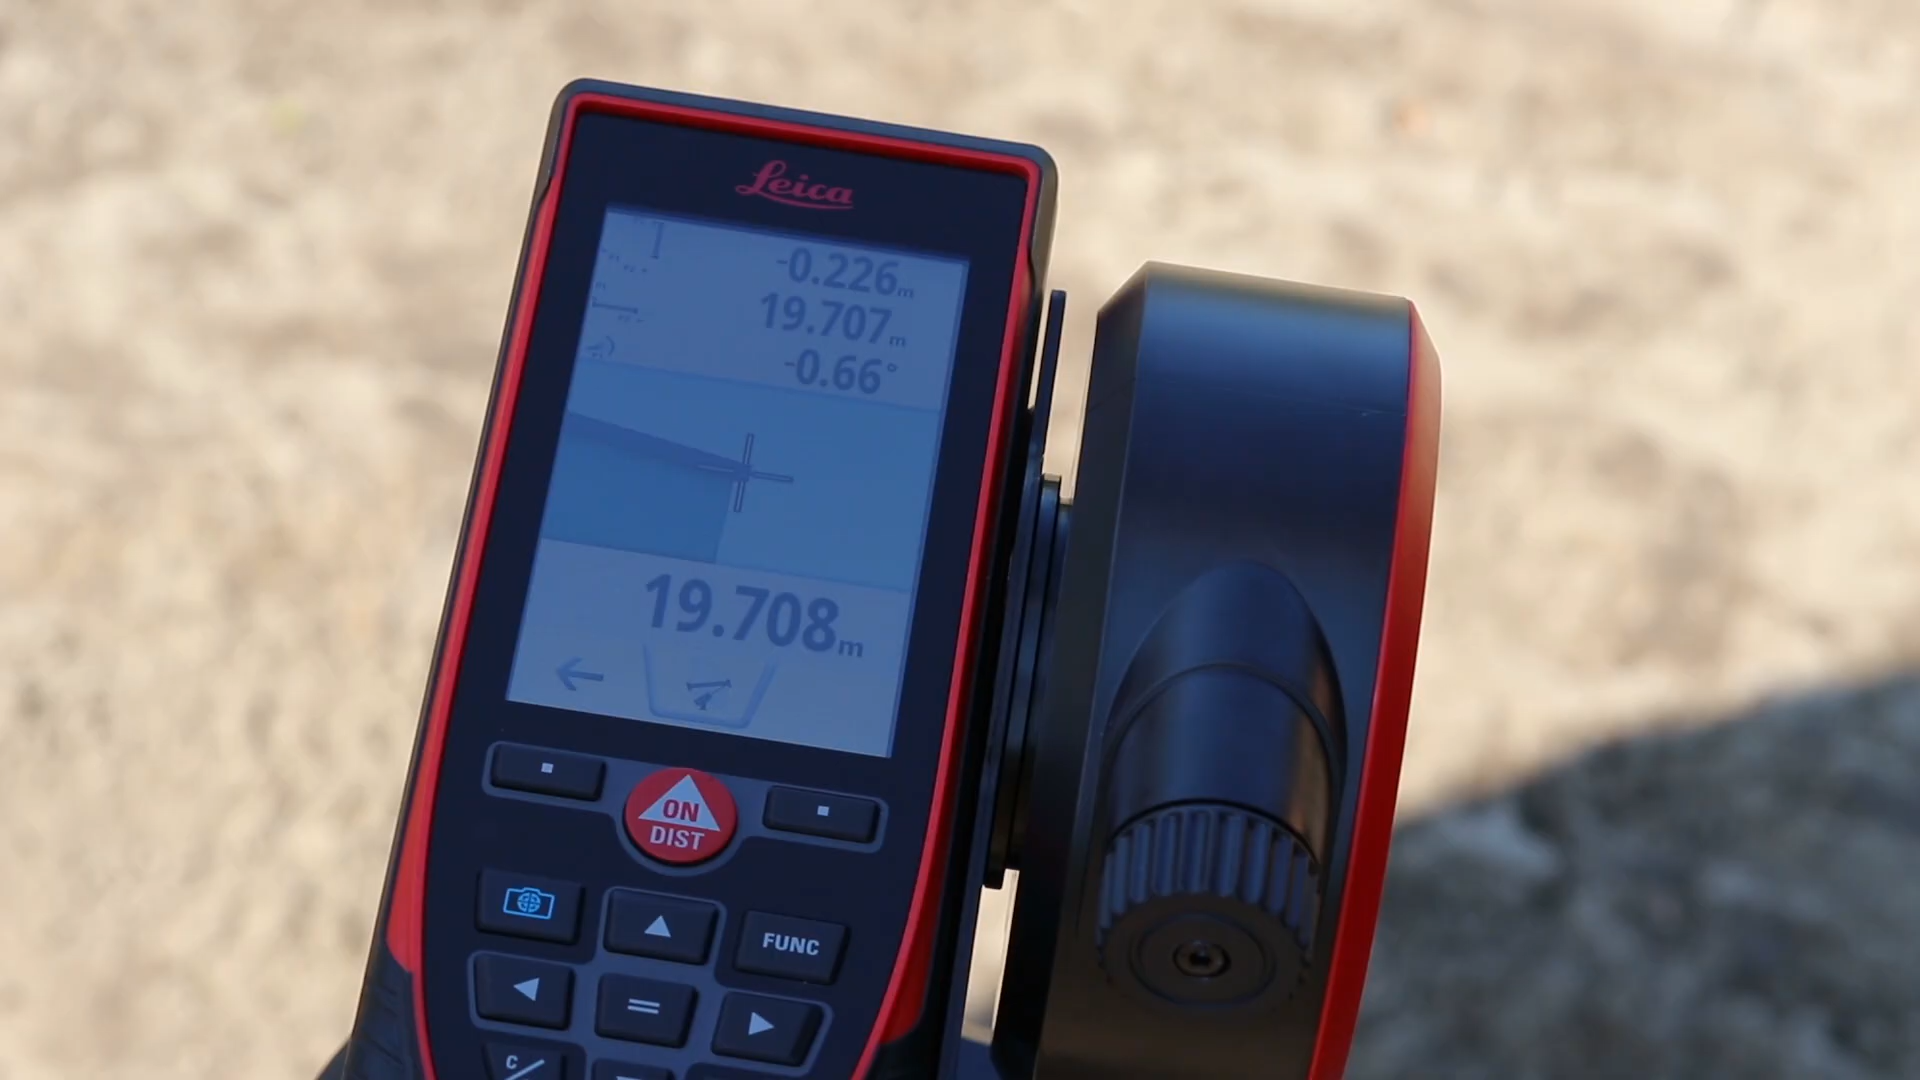 Leica
-0.226m
19.707m
-0.66°
19.708m
ON
DIST
FUNC
C